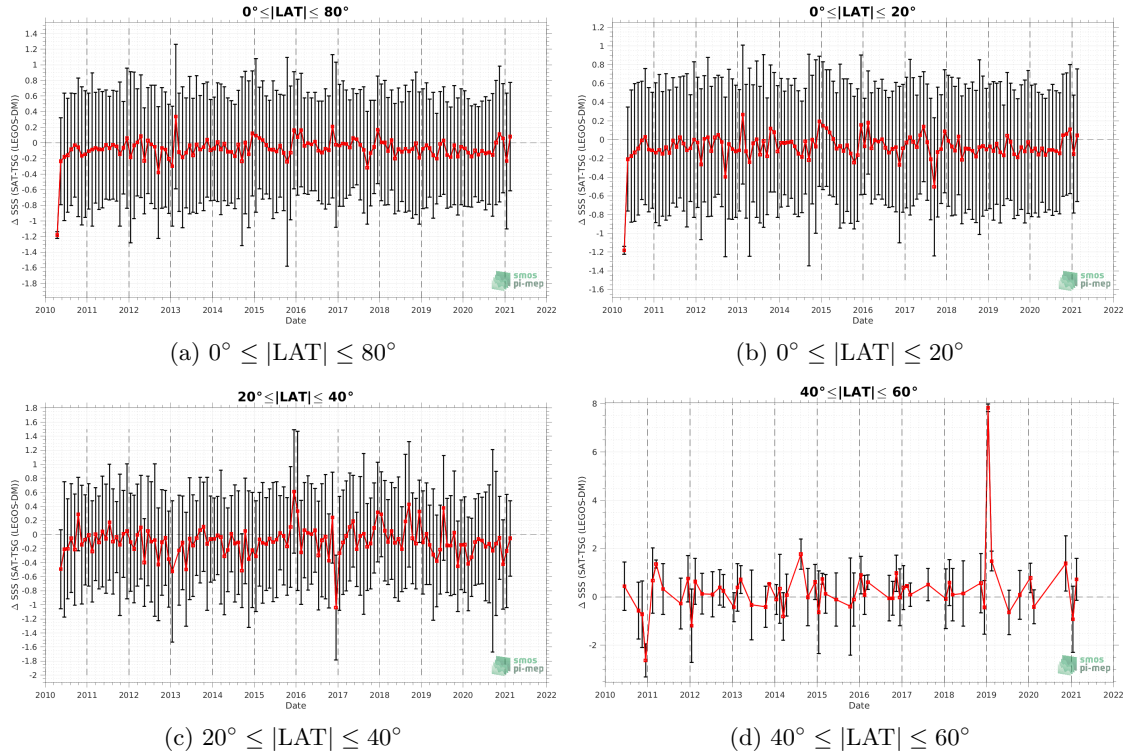 0°≤|LAT|≤ 80°
1.4
1.2
1
0.8
0.6
0.4
0.2
0
-0.2
-0.4
-0.6
-0.8
-1
-1.2
-1.4
-1.6
-1.8
Δ SSS (SAT-TSG (LEGOS-DM))
2010 2011 2012 2013 2014 2015 2016 2017 2018 2019 2020 2021 2022
Date
smos
pi-mep
(a) 0° ≤ |LAT| ≤ 80°
0°≤|LAT|≤ 20°
1.2
1
0.8
0.6
0.4
0.2
0
-0.2
-0.4
-0.6
-0.8
-1
-1.2
-1.4
-1.6
Δ SSS (SAT-TSG (LEGOS-DM))
2010 2011 2012 2013 2014 2015 2016 2017 2018 2019 2020 2021 2022
Date
smos
pi-mep
(b) 0° ≤ |LAT| ≤ 20°
20°≤|LAT|≤ 40°
1.8
1.6
1.4
1.2
1
0.8
0.6
0.4
0.2
0
-0.2
-0.4
-0.6
-0.8
-1
-1.2
-1.4
-1.6
-1.8
-2
Δ SSS (SAT-TSG (LEGOS-DM))
2010 2011 2012 2013 2014 2015 2016 2017 2018 2019 2020 2021 2022
Date
smos
pi-mep
(c) 20° ≤ |LAT| ≤ 40°
40°≤|LAT|≤ 60°
8
6
4
2
0
-2
Δ SSS (SAT-TSG (LEGOS-DM))
2010 2011 2012 2013 2014 2015 2016 2017 2018 2019 2020 2021 2022
Date
smos
pi-mep
(d) 40° ≤ |LAT| ≤ 60°